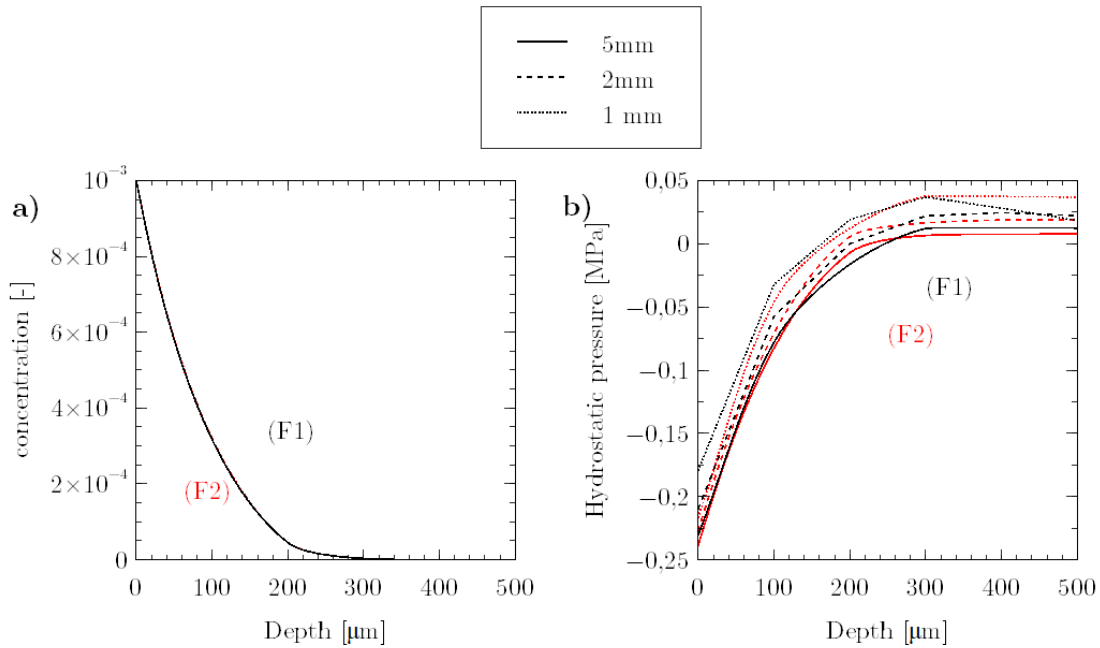 5mm
2mm
1 mm
a)
concentration [-]
10⁻³
8×10⁻⁴
6×10⁻⁴
4×10⁻⁴
2×10⁻⁴
0
(F1)
(F2)
0 100 200 300 400 500
Depth [μm]
b)
Hydrostatic pressure [MPa]
0,05
0
−0,05
−0,1
−0,15
−0,2
−0,25
(F1)
(F2)
0 100 200 300 400 500
Depth [μm]